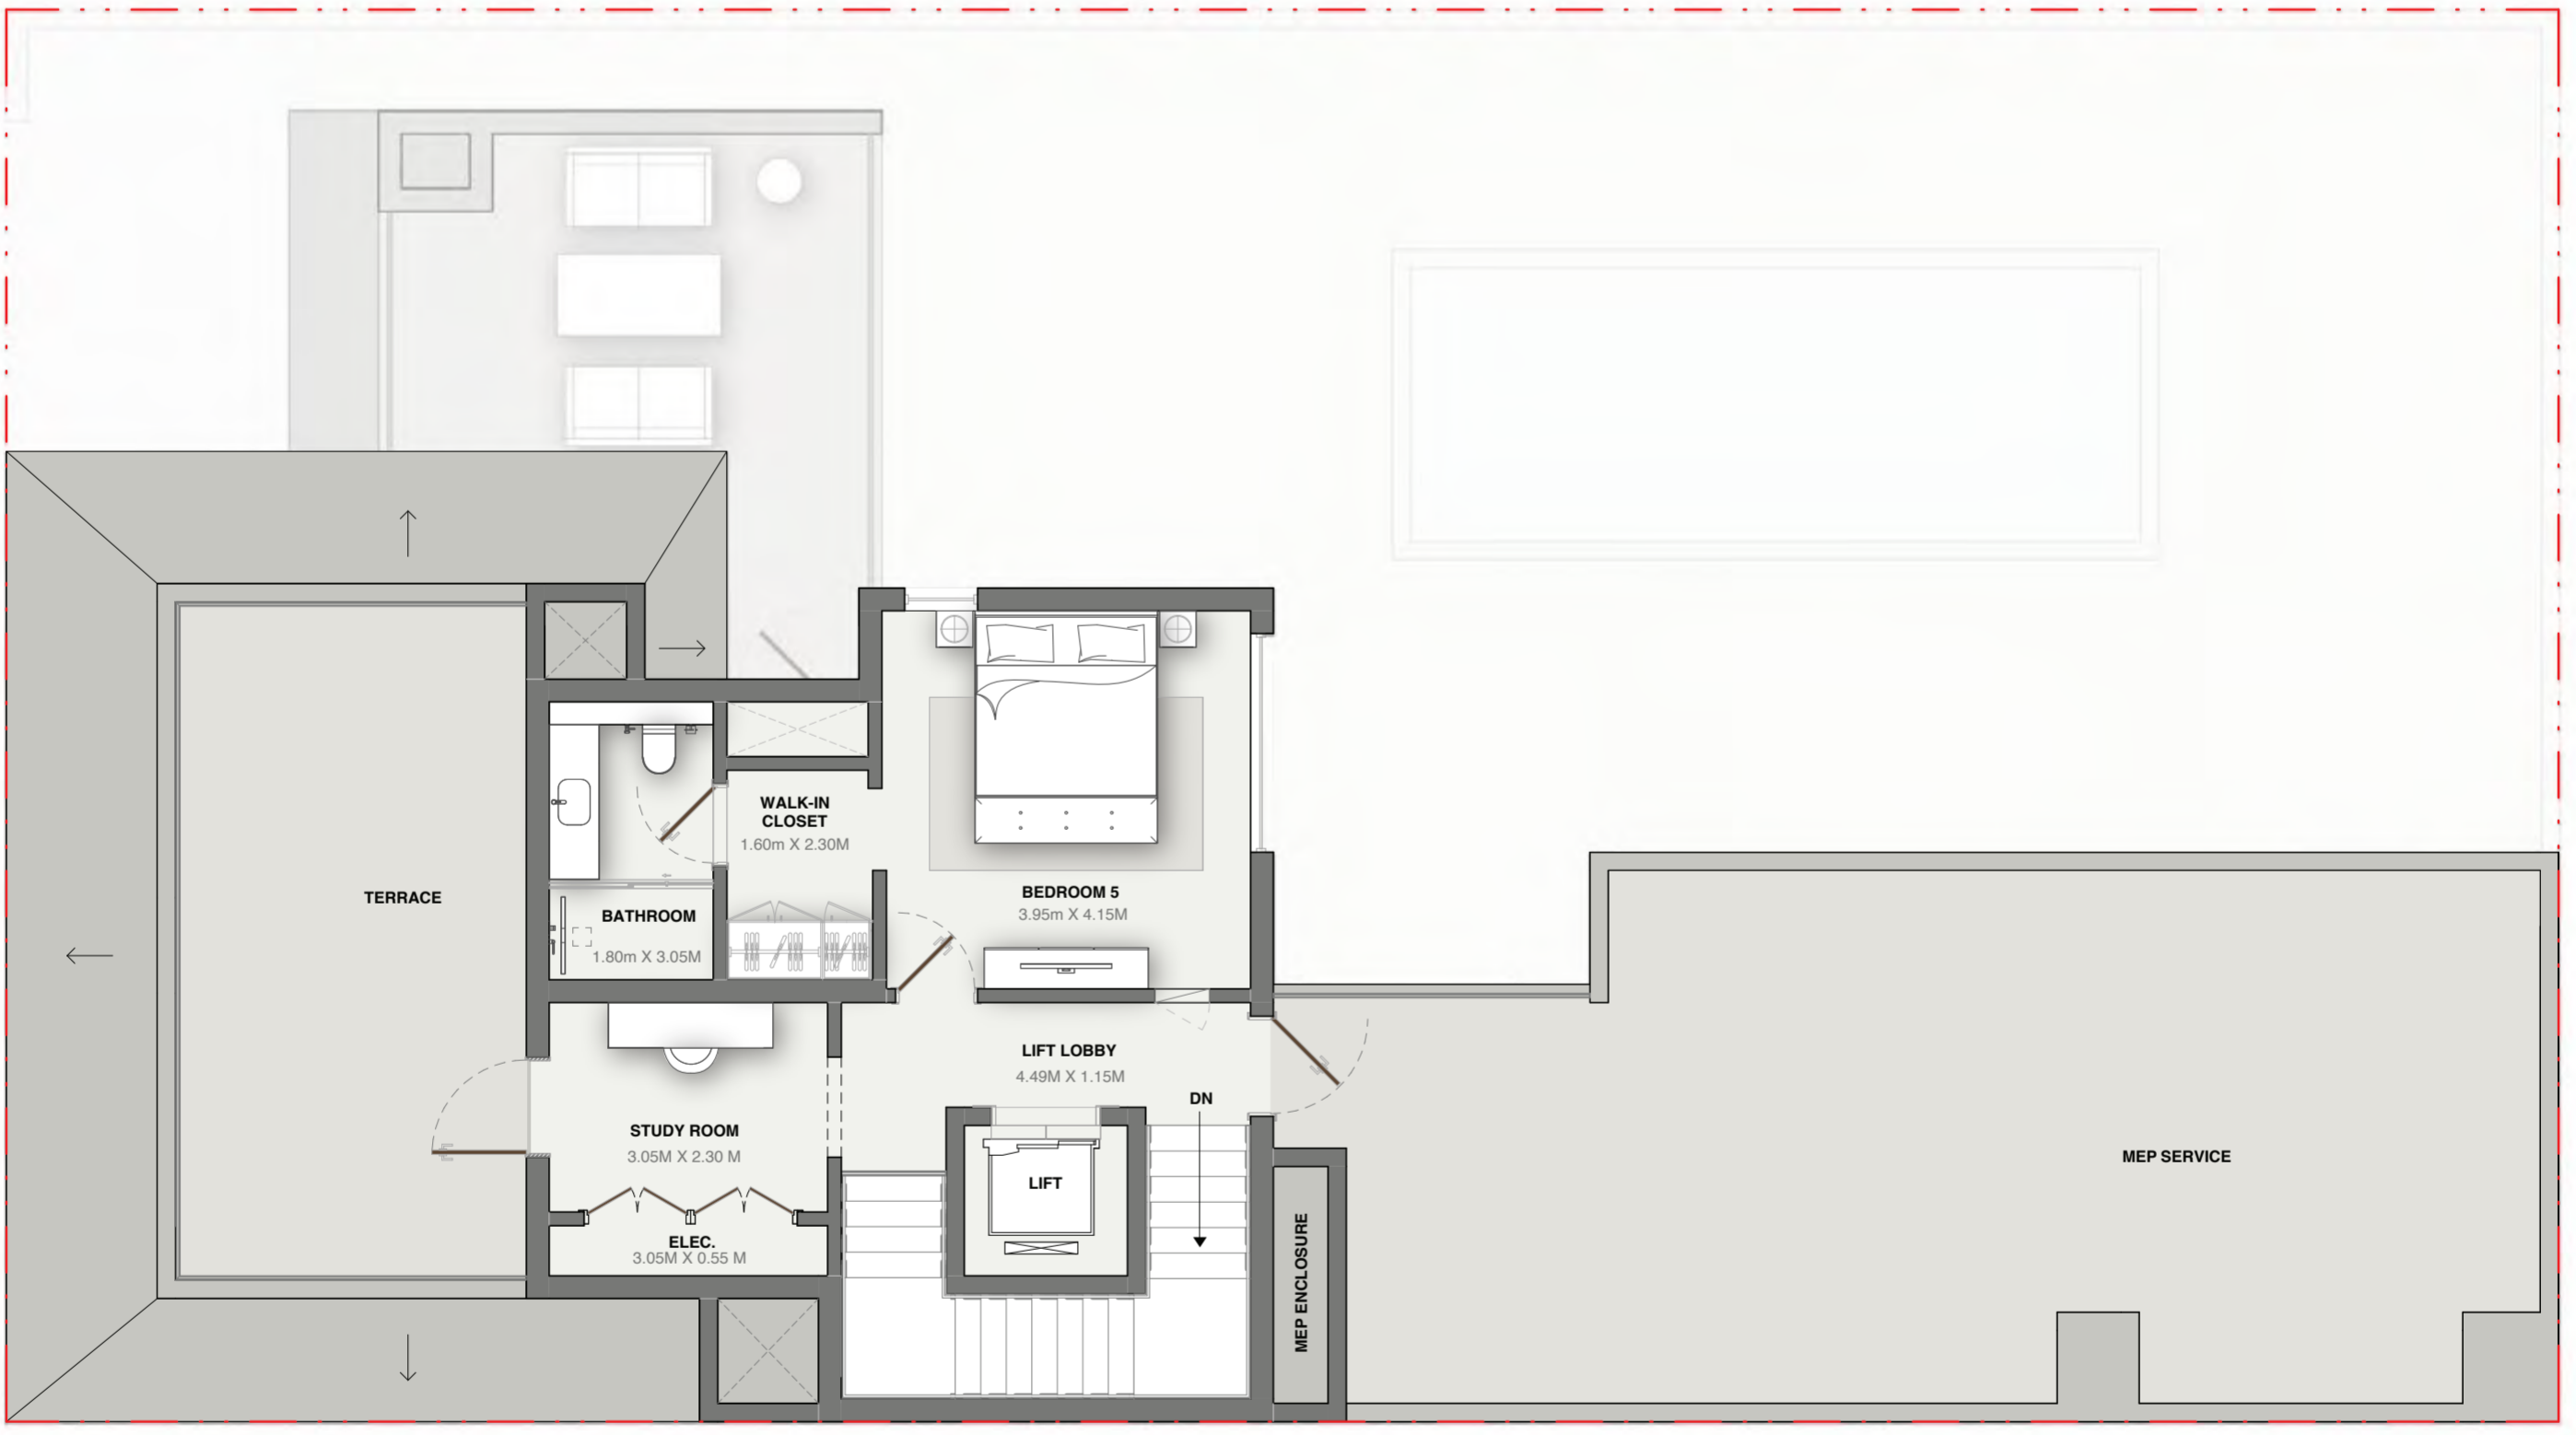 WALK-IN
CLOSET
1.60m X 2.30M
TERRACE
BATHROOM
1.80m X 3.05M
BEDROOM 5
3.95m X 4.15M
LIFT LOBBY
4.49M X 1.15M
DN
STUDY ROOM
3.05M X 2.30 M
LIFT
ELEC.
3.05M X 0.55 M
MEP ENCLOSURE
MEP SERVICE